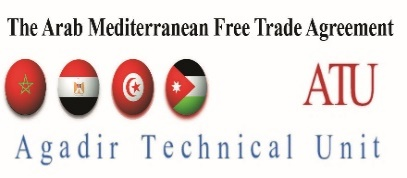 The Arab Mediterranean Free Trade Agreement
ATU
Agadir Technical Unit